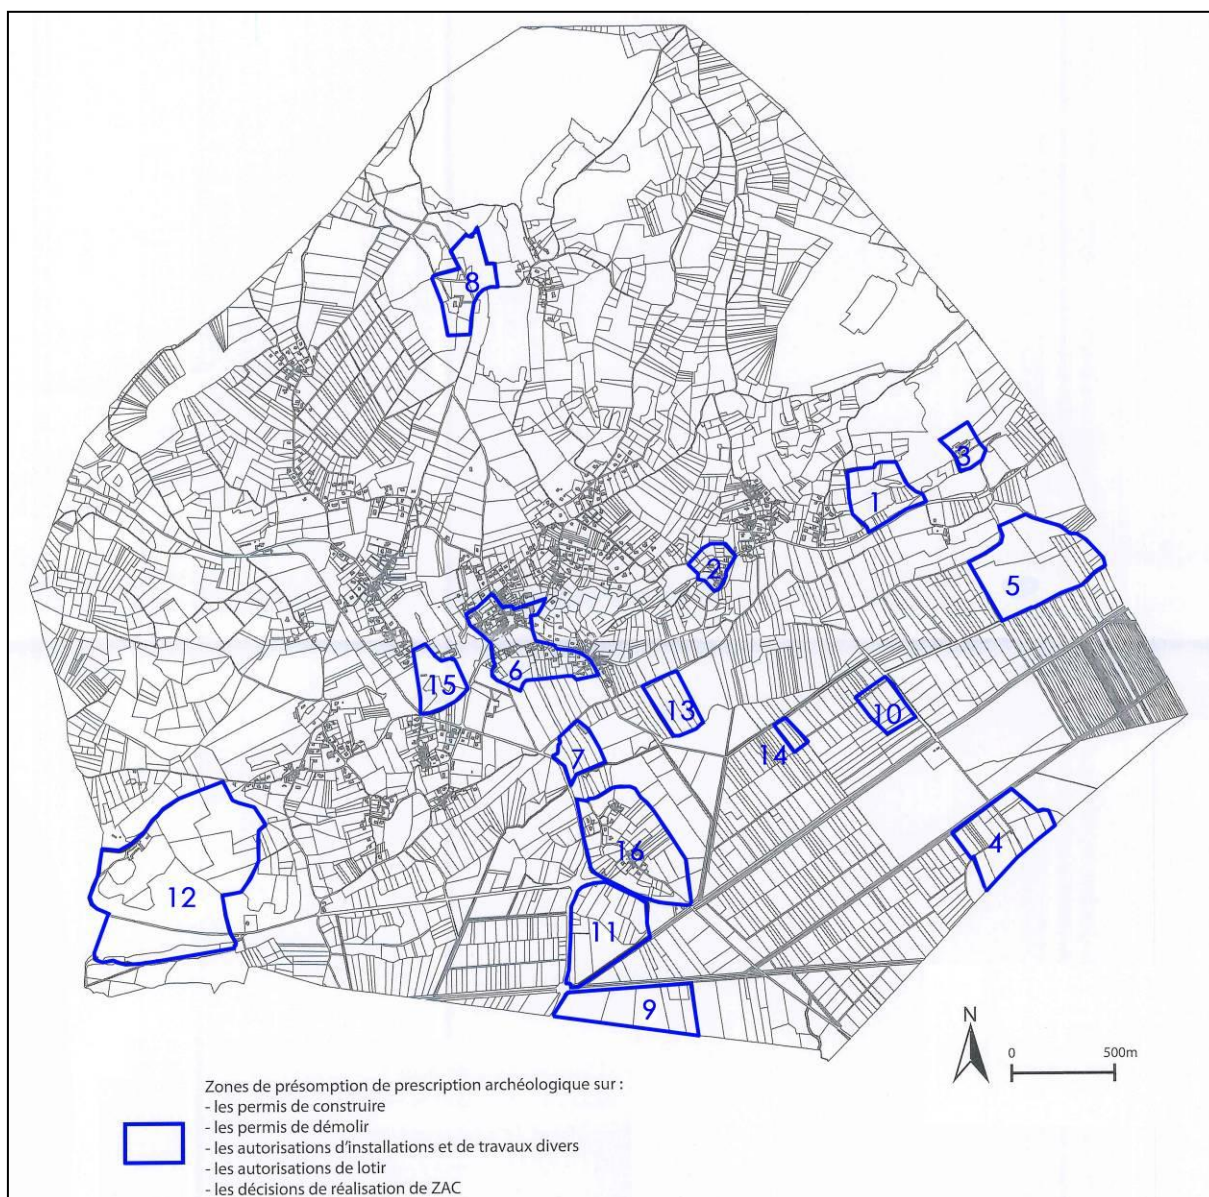 8
3
1
2
5
6
15
13
10
7
14
16
4
12
11
9
N
0 500m
Zones de présomption de prescription archéologique sur :
- les permis de construire
- les permis de démolir
- les autorisations d'installations et de travaux divers
- les autorisations de lotir
- les décisions de réalisation de ZAC